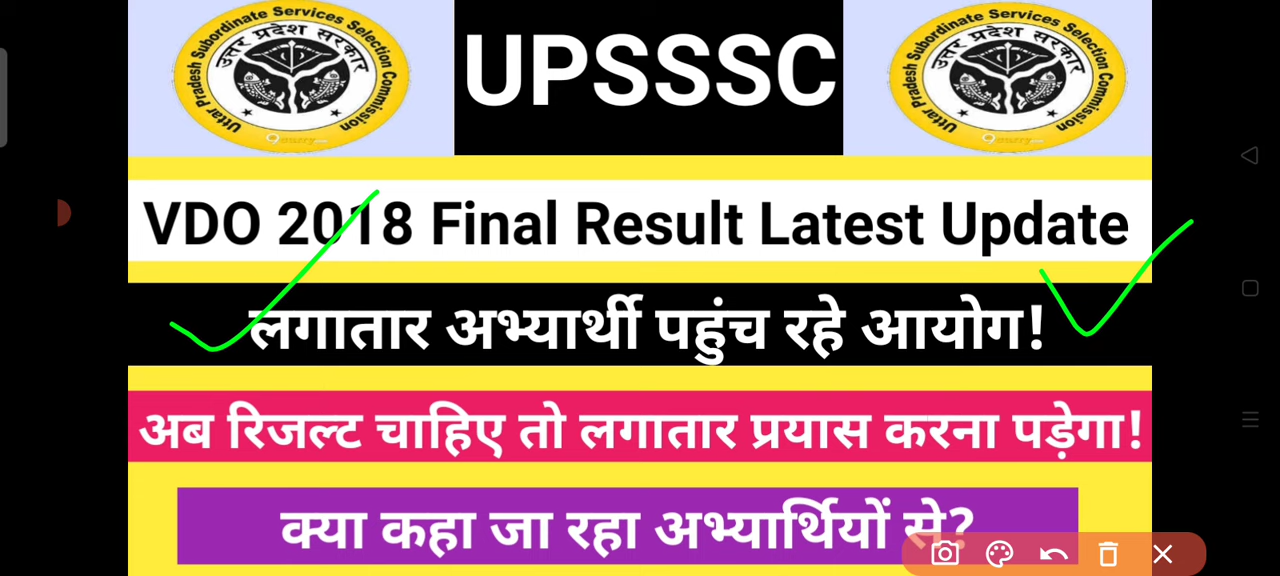 Uttar Pradesh Subordinate Services Selection Commission
उत्तर प्रदेश सरकार
UPSSSC
Uttar Pradesh Subordinate Services Selection Commission
उत्तर प्रदेश सरकार
VDO 2018 Final Result Latest Update
लगातार अभ्यार्थी पहुंच रहे आयोग!
अब रिजल्ट चाहिए तो लगातार प्रयास करना पड़ेगा!
क्या कहा जा रहा अभ्यार्थियों से?